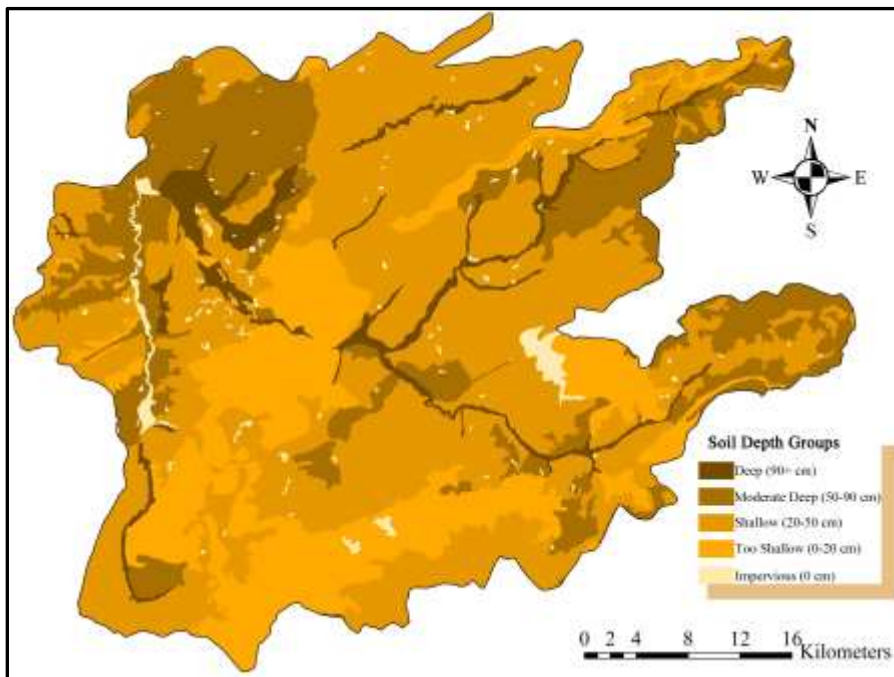 N
W E
S
Soil Depth Groups
Deep (90+ cm)
Moderate Deep (50-90 cm)
Shallow (20-50 cm)
Too Shallow (0-20 cm)
Impervious (0 cm)
0 2 4 8 12 16
Kilometers